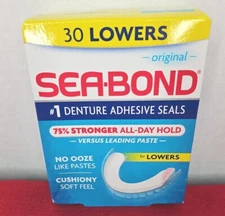 30 LOWERS
original
SEA-BOND
#1 DENTURE ADHESIVE SEALS
75% STRONGER ALL-DAY HOLD
VERSUS LEADING PASTE
NO OOZE
LIKE PASTES
CUSHIONY
SOFT FEEL
for LOWERS